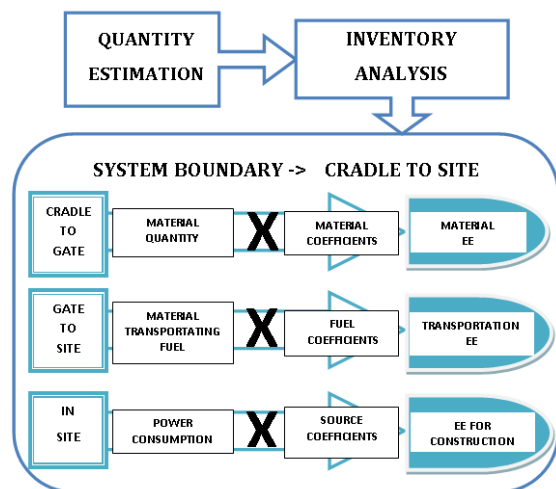 QUANTITY
ESTIMATION
INVENTORY
ANALYSIS
SYSTEM BOUNDARY -> CRADLE TO SITE
CRADLE
TO
GATE
MATERIAL
QUANTITY
X
MATERIAL
COEFFICIENTS
MATERIAL
EE
GATE
TO
SITE
MATERIAL
TRANSPORTATING
FUEL
X
FUEL
COEFFICIENTS
TRANSPORTATION
EE
IN
SITE
POWER
CONSUMPTION
X
SOURCE
COEFFICIENTS
EE FOR
CONSTRUCTION